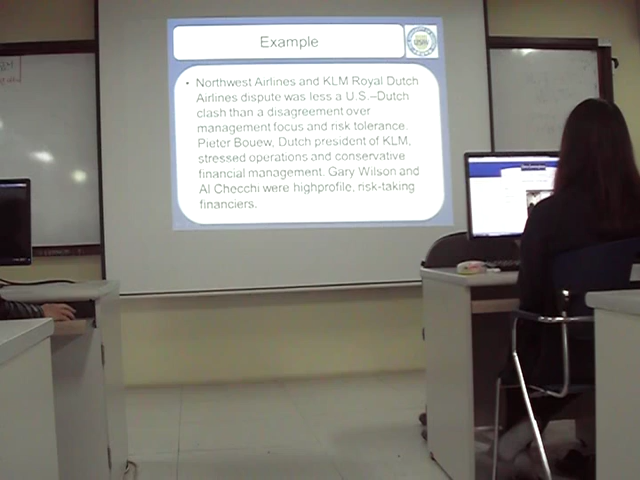 Example
• Northwest Airlines and KLM Royal Dutch
Airlines dispute was less a U.S.–Dutch
clash than a disagreement over
management focus and risk tolerance.
Pieter Bouew, Dutch president of KLM,
stressed operations and conservative
financial management. Gary Wilson and
Al Checchi were highprofile, risk-taking
financiers.